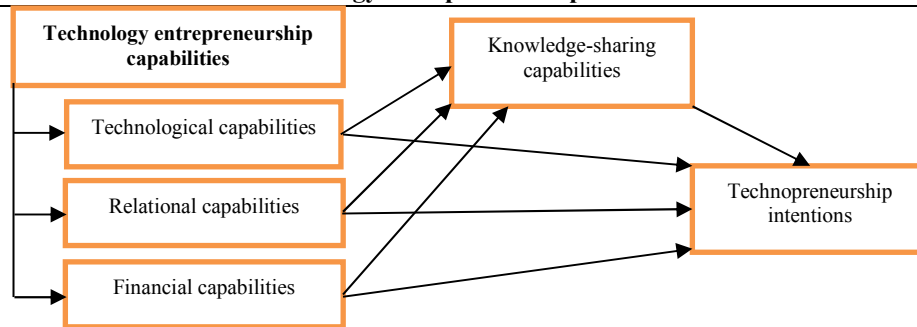 Technology entrepreneurship
capabilities
Knowledge-sharing
capabilities
Technological capabilities
Relational capabilities
Technopreneurship
intentions
Financial capabilities